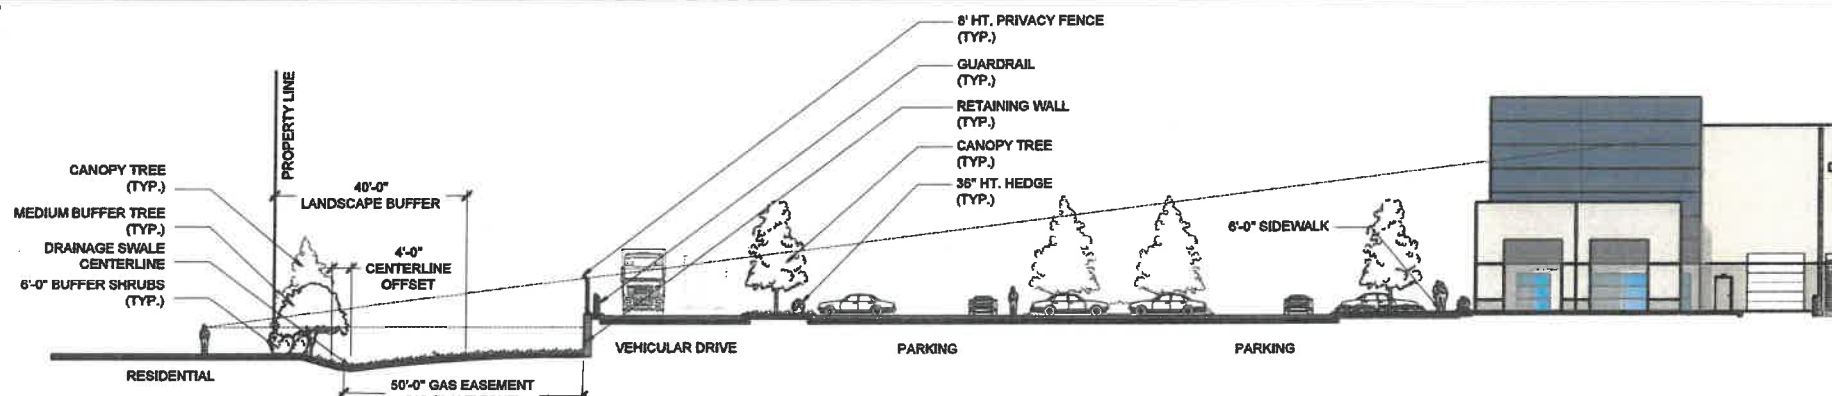 8' HT. PRIVACY FENCE
(TYP.)
GUARDRAIL
(TYP.)
RETAINING WALL
(TYP.)
CANOPY TREE
(TYP.)
36" HT. HEDGE
(TYP.)
PROPERTY LINE
CANOPY TREE
(TYP.)
MEDIUM BUFFER TREE
(TYP.)
DRAINAGE SWALE
CENTERLINE
6'-0" BUFFER SHRUBS
(TYP.)
40'-0"
LANDSCAPE BUFFER
4'-0"
CENTERLINE
OFFSET
6'-0" SIDEWALK
RESIDENTIAL
VEHICULAR DRIVE
PARKING
PARKING
50'-0" GAS EASEMENT